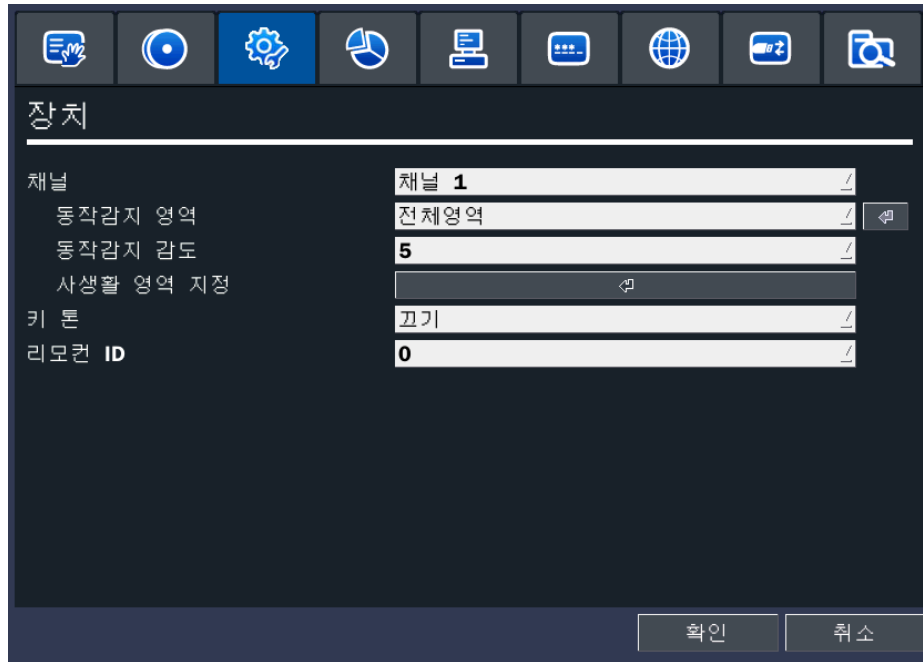 장치
채널 채널 1
동작감지 영역 전체영역
동작감지 감도 5
사생활 영역 지정
키 톤 끄기
리모컨 ID 0
확인 취소